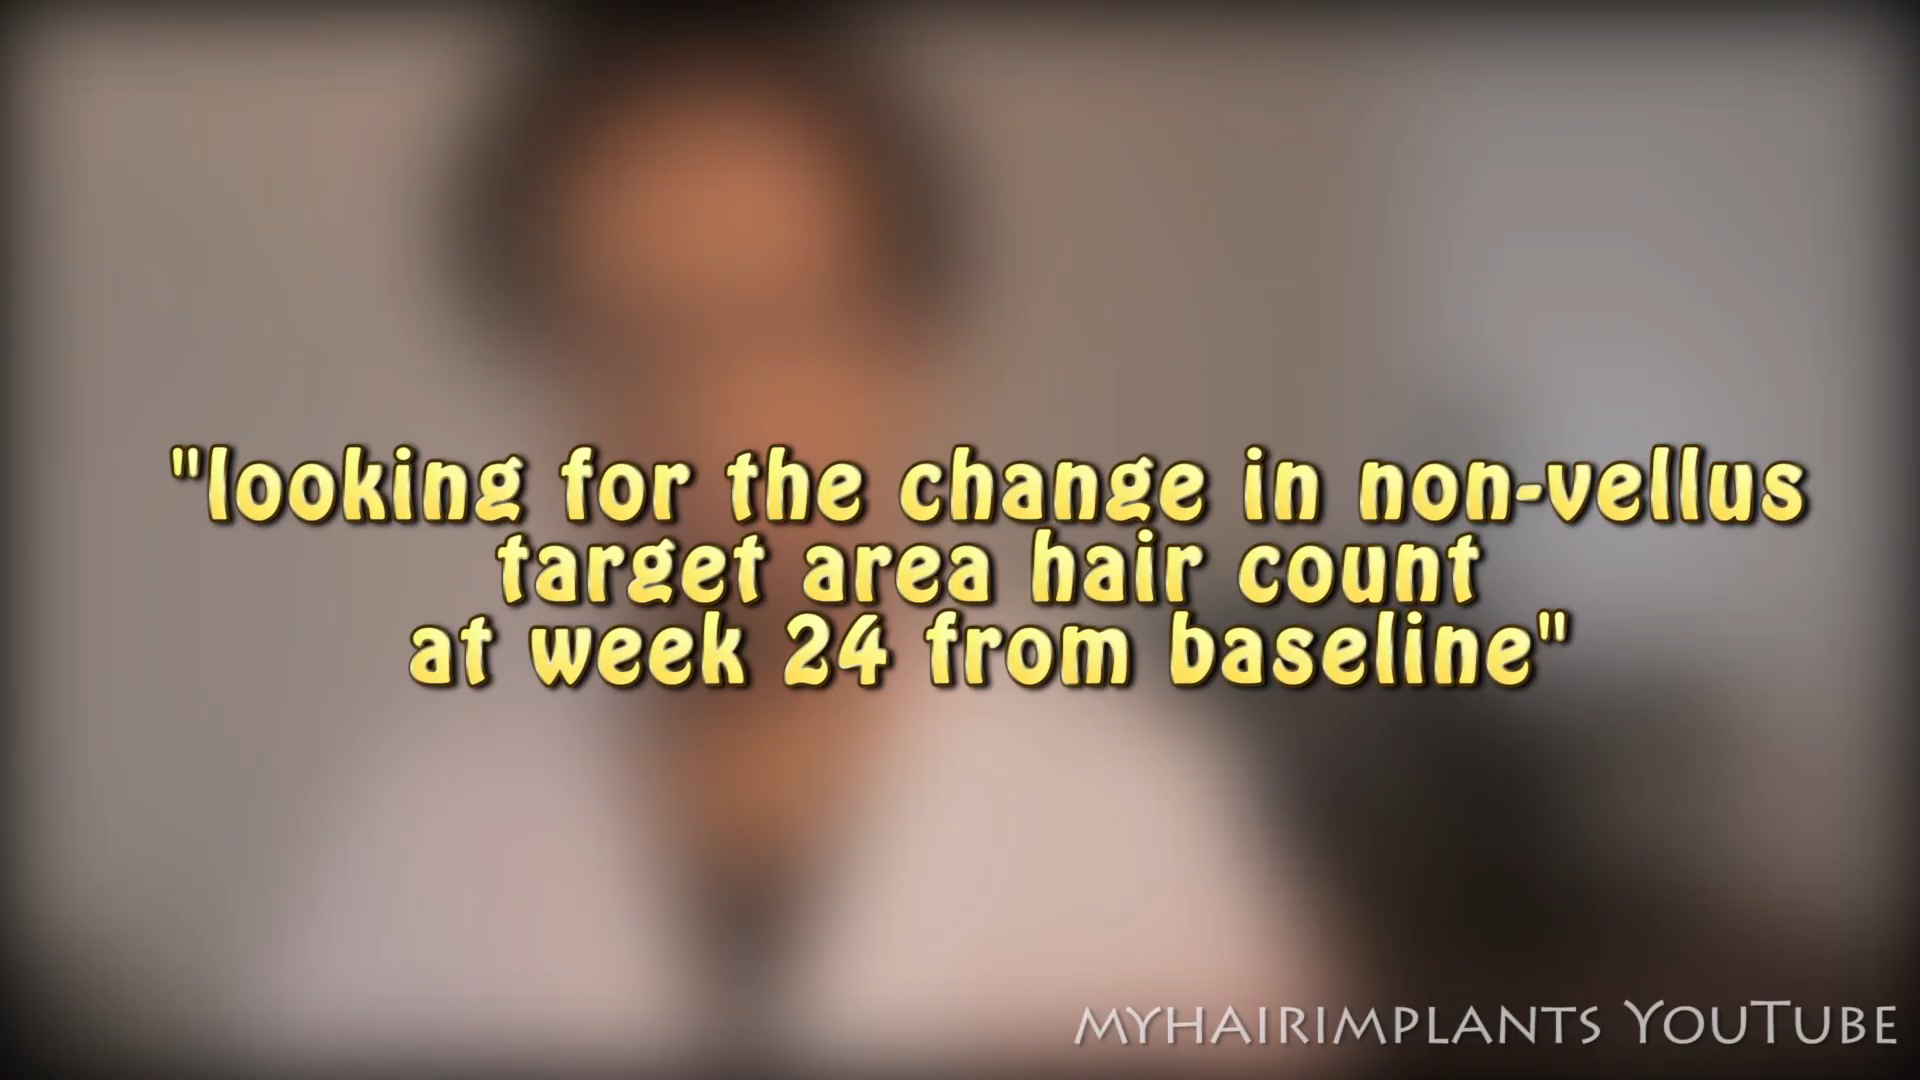 "looking for the change in non-vellus
target area hair count
at week 24 from baseline"
MYHAIRIMPLANTS YOUTUBE